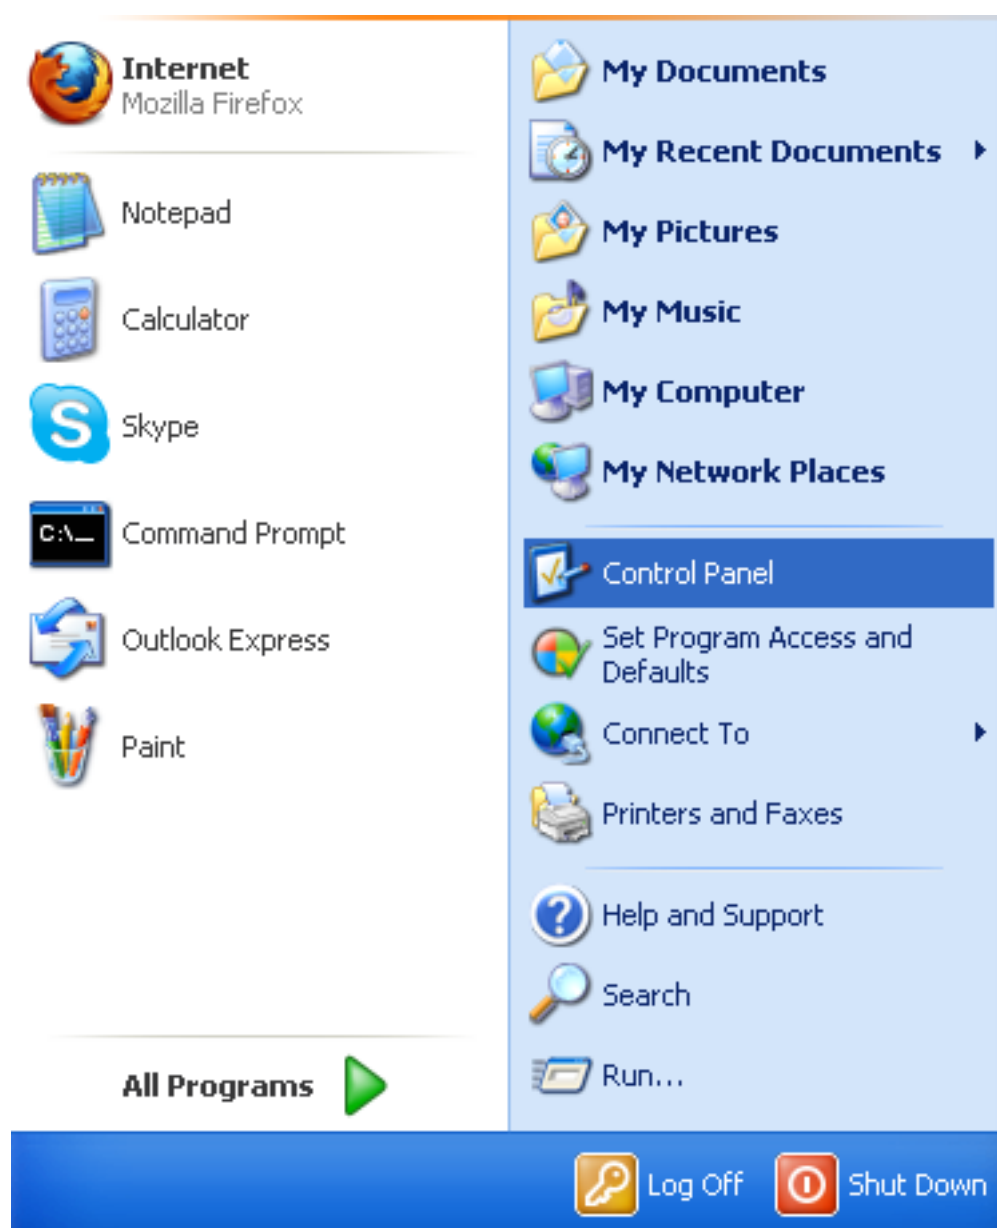 Internet
Mozilla Firefox
Notepad
Calculator
Skype
C:\_
Command Prompt
Outlook Express
Paint
All Programs
My Documents
My Recent Documents
My Pictures
My Music
My Computer
My Network Places
Control Panel
Set Program Access and
Defaults
Connect To
Printers and Faxes
Help and Support
Search
Run...
Log Off
Shut Down